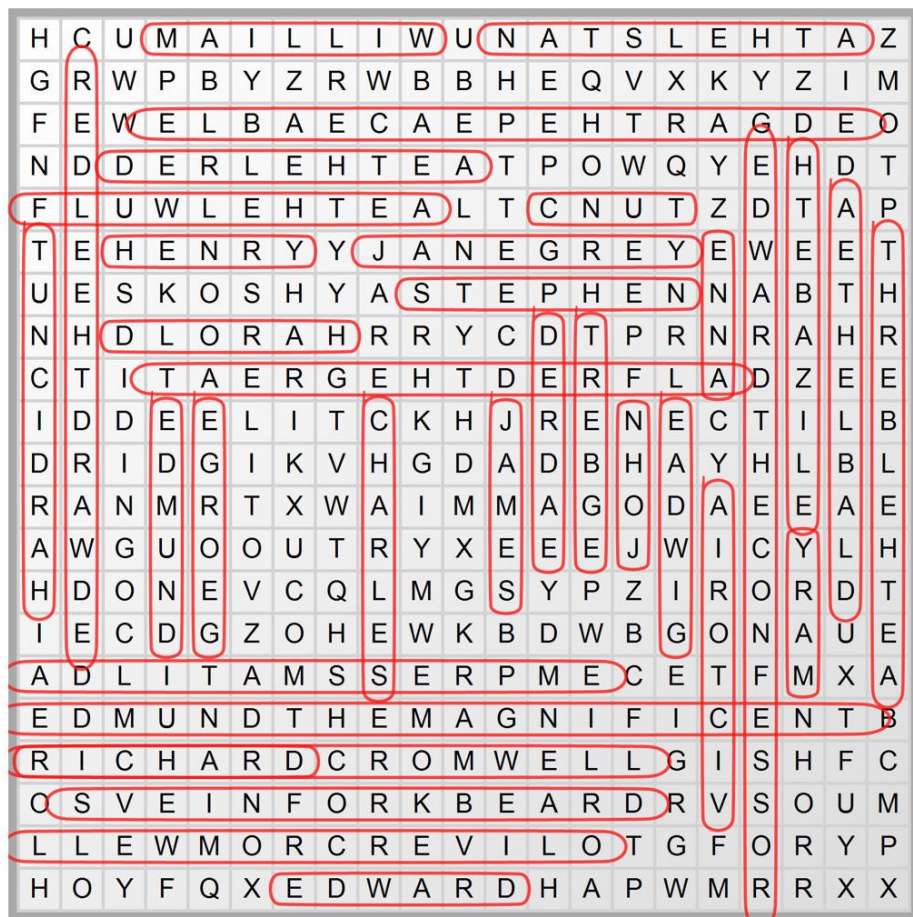 H C U M A I L L I W U N A T S L E H T A Z
G R W P B Y Z R W B B H E Q V X K Y Z I M
F E W E L B A E C A E P E H T R A G D E O
N D D E R L E H T E A T P O W Q Y E H D T
F L U W L E H T E A L T C N U T Z D T A P
T E H E N R Y Y J A N E G R E Y E W E E T
U E S K O S H Y A S T E P H E N N A B T H
N H D L O R A H R R Y C D T P R N R A H R
C T I T A E R G E H T D E R F L A D Z E E
I D D E E L I T C K H J R E N E C T I L B
D R I D G I K V H G D A D B H A Y H L B L
R A N M R T X W A I M M A G O D A E E A E
A W G U O O U T R Y X E E E J W I C Y L H
H D O N E V C Q L M G S Y P Z I R O R D T
I E C D G Z O H E W K B D W B G O N A U E
A D L I T A M S S E R P M E C E T F M X A
E D M U N D T H E M A G N I F I C E N T B
R I C H A R D C R O M W E L L G I S H F C
O S V E I N F O R K B E A R D R V S O U M
L L E W M O R C R E V I L O T G F O R Y P
H O Y F Q X E D W A R D H A P W M R R X X